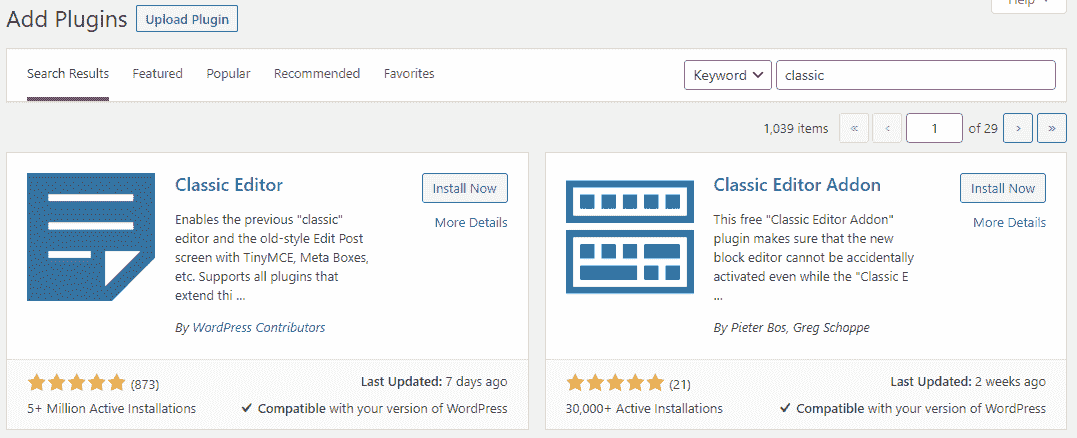 Help
Add Plugins Upload Plugin
Search Results Featured Popular Recommended Favorites Keyword classic
1,039 items « ‹ 1 of 29 › »
Classic Editor
Install Now
More Details
Enables the previous "classic"
editor and the old-style Edit Post
screen with TinyMCE, Meta Boxes,
etc. Supports all plugins that
extend thi ...
By WordPress Contributors
(873)
Last Updated: 7 days ago
5+ Million Active Installations
Compatible with your version of WordPress
Classic Editor Addon
Install Now
More Details
This free "Classic Editor Addon"
plugin makes sure that the new
block editor cannot be accidentally
activated even while the "Classic E
...
By Pieter Bos, Greg Schoppe
(21)
Last Updated: 2 weeks ago
30,000+ Active Installations
Compatible with your version of WordPress